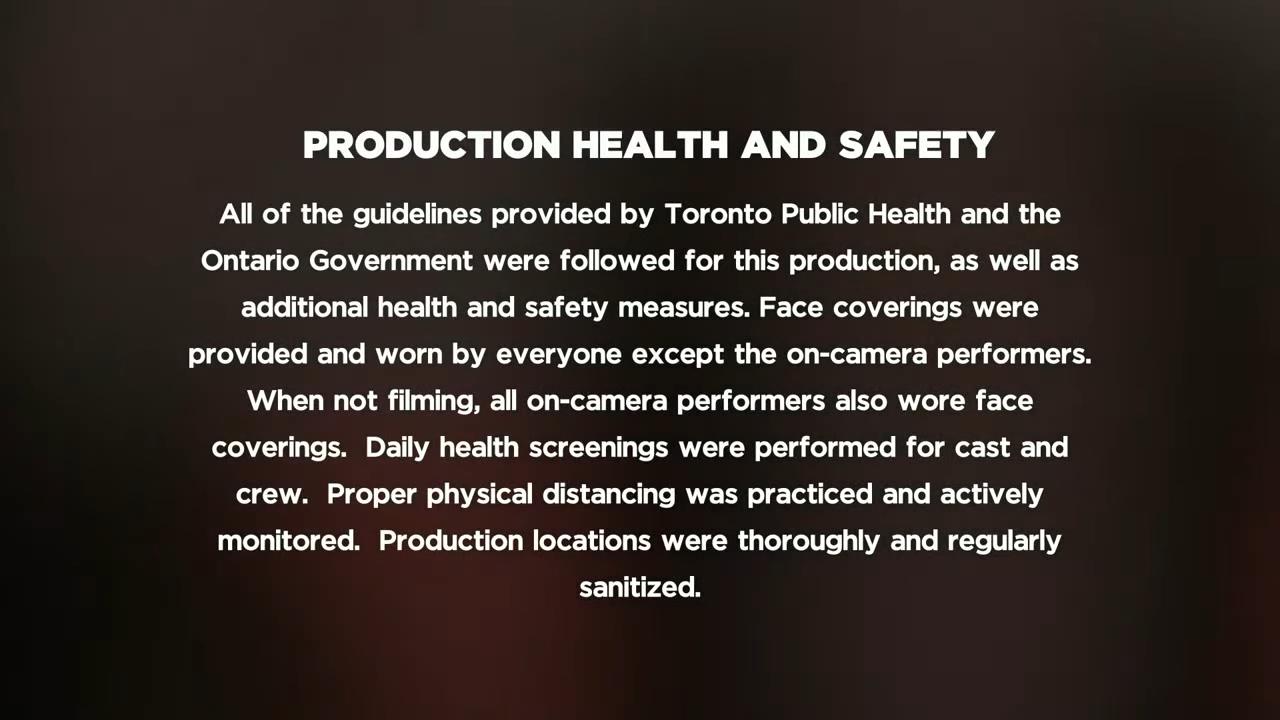 PRODUCTION HEALTH AND SAFETY
All of the guidelines provided by Toronto Public Health and the
Ontario Government were followed for this production, as well as
additional health and safety measures. Face coverings were
provided and worn by everyone except the on-camera performers.
When not filming, all on-camera performers also wore face
coverings.  Daily health screenings were performed for cast and
crew.  Proper physical distancing was practiced and actively
monitored.  Production locations were thoroughly and regularly
sanitized.